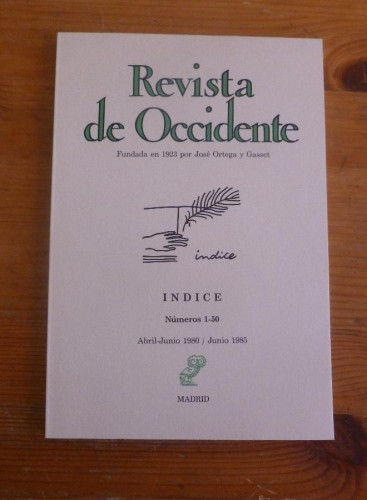 Revista
de Occidente
Fundada en 1923 por José Ortega y Gasset
indice
INDICE
Números 1-50
Abril-Junio 1980 / Junio 1985
MADRID